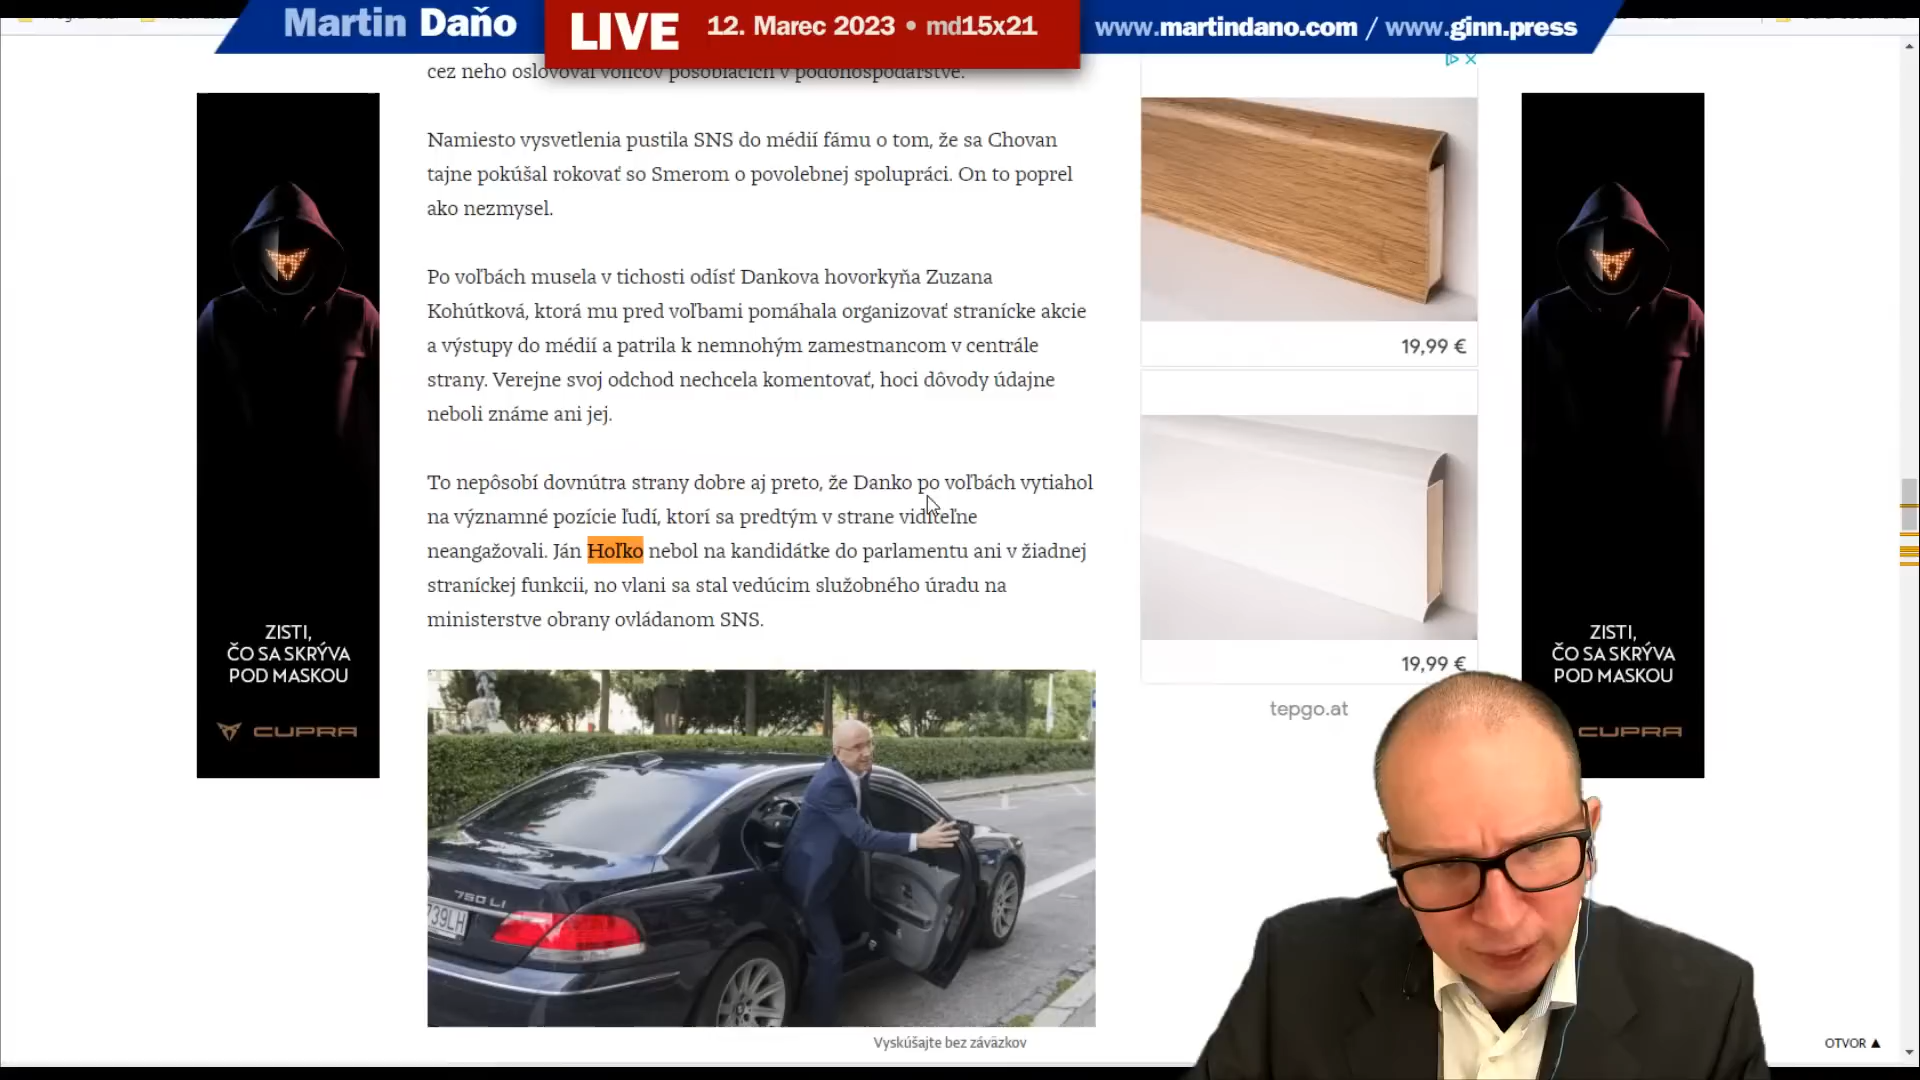 Martin Daňo
LIVE
12. Marec 2023 • md15x21
www.martindano.com / www.ginn.press
cez neho oslovoval voličov pôsobiacich v podohospodárstve.
Namiesto vysvetlenia pustila SNS do médií fámu o tom, že sa Chovan
tajne pokúšal rokovať so Smerom o povolebnej spolupráci. On to poprel
ako nezmysel.
Po voľbách musela v tichosti odísť Dankova hovorkyňa Zuzana
Kohútková, ktorá mu pred voľbami pomáhala organizovať stranícke akcie
a výstupy do médií a patrila k nemnohým zamestnancom v centrále
strany. Verejne svoj odchod nechcela komentovať, hoci dôvody údajne
neboli známe ani jej.
To nepôsobí dovnútra strany dobre aj preto, že Danko po voľbách vytiahol
na významné pozície ľudí, ktorí sa predtým v strane viditeľne
neangažovali. Ján Hoľko nebol na kandidátke do parlamentu ani v žiadnej
straníckej funkcii, no vlani sa stal vedúcim služobného úradu na
ministerstve obrany ovládanom SNS.
750 Li
739LH
Vyskúšajte bez záväzkov
ZISTI,
ČO SA SKRÝVA
POD MASKOU
CUPRA
19,99 €
19,99 €
tepgo.at
ZISTI,
ČO SA SKRÝVA
POD MASKOU
CUPRA
OTVOR ▲